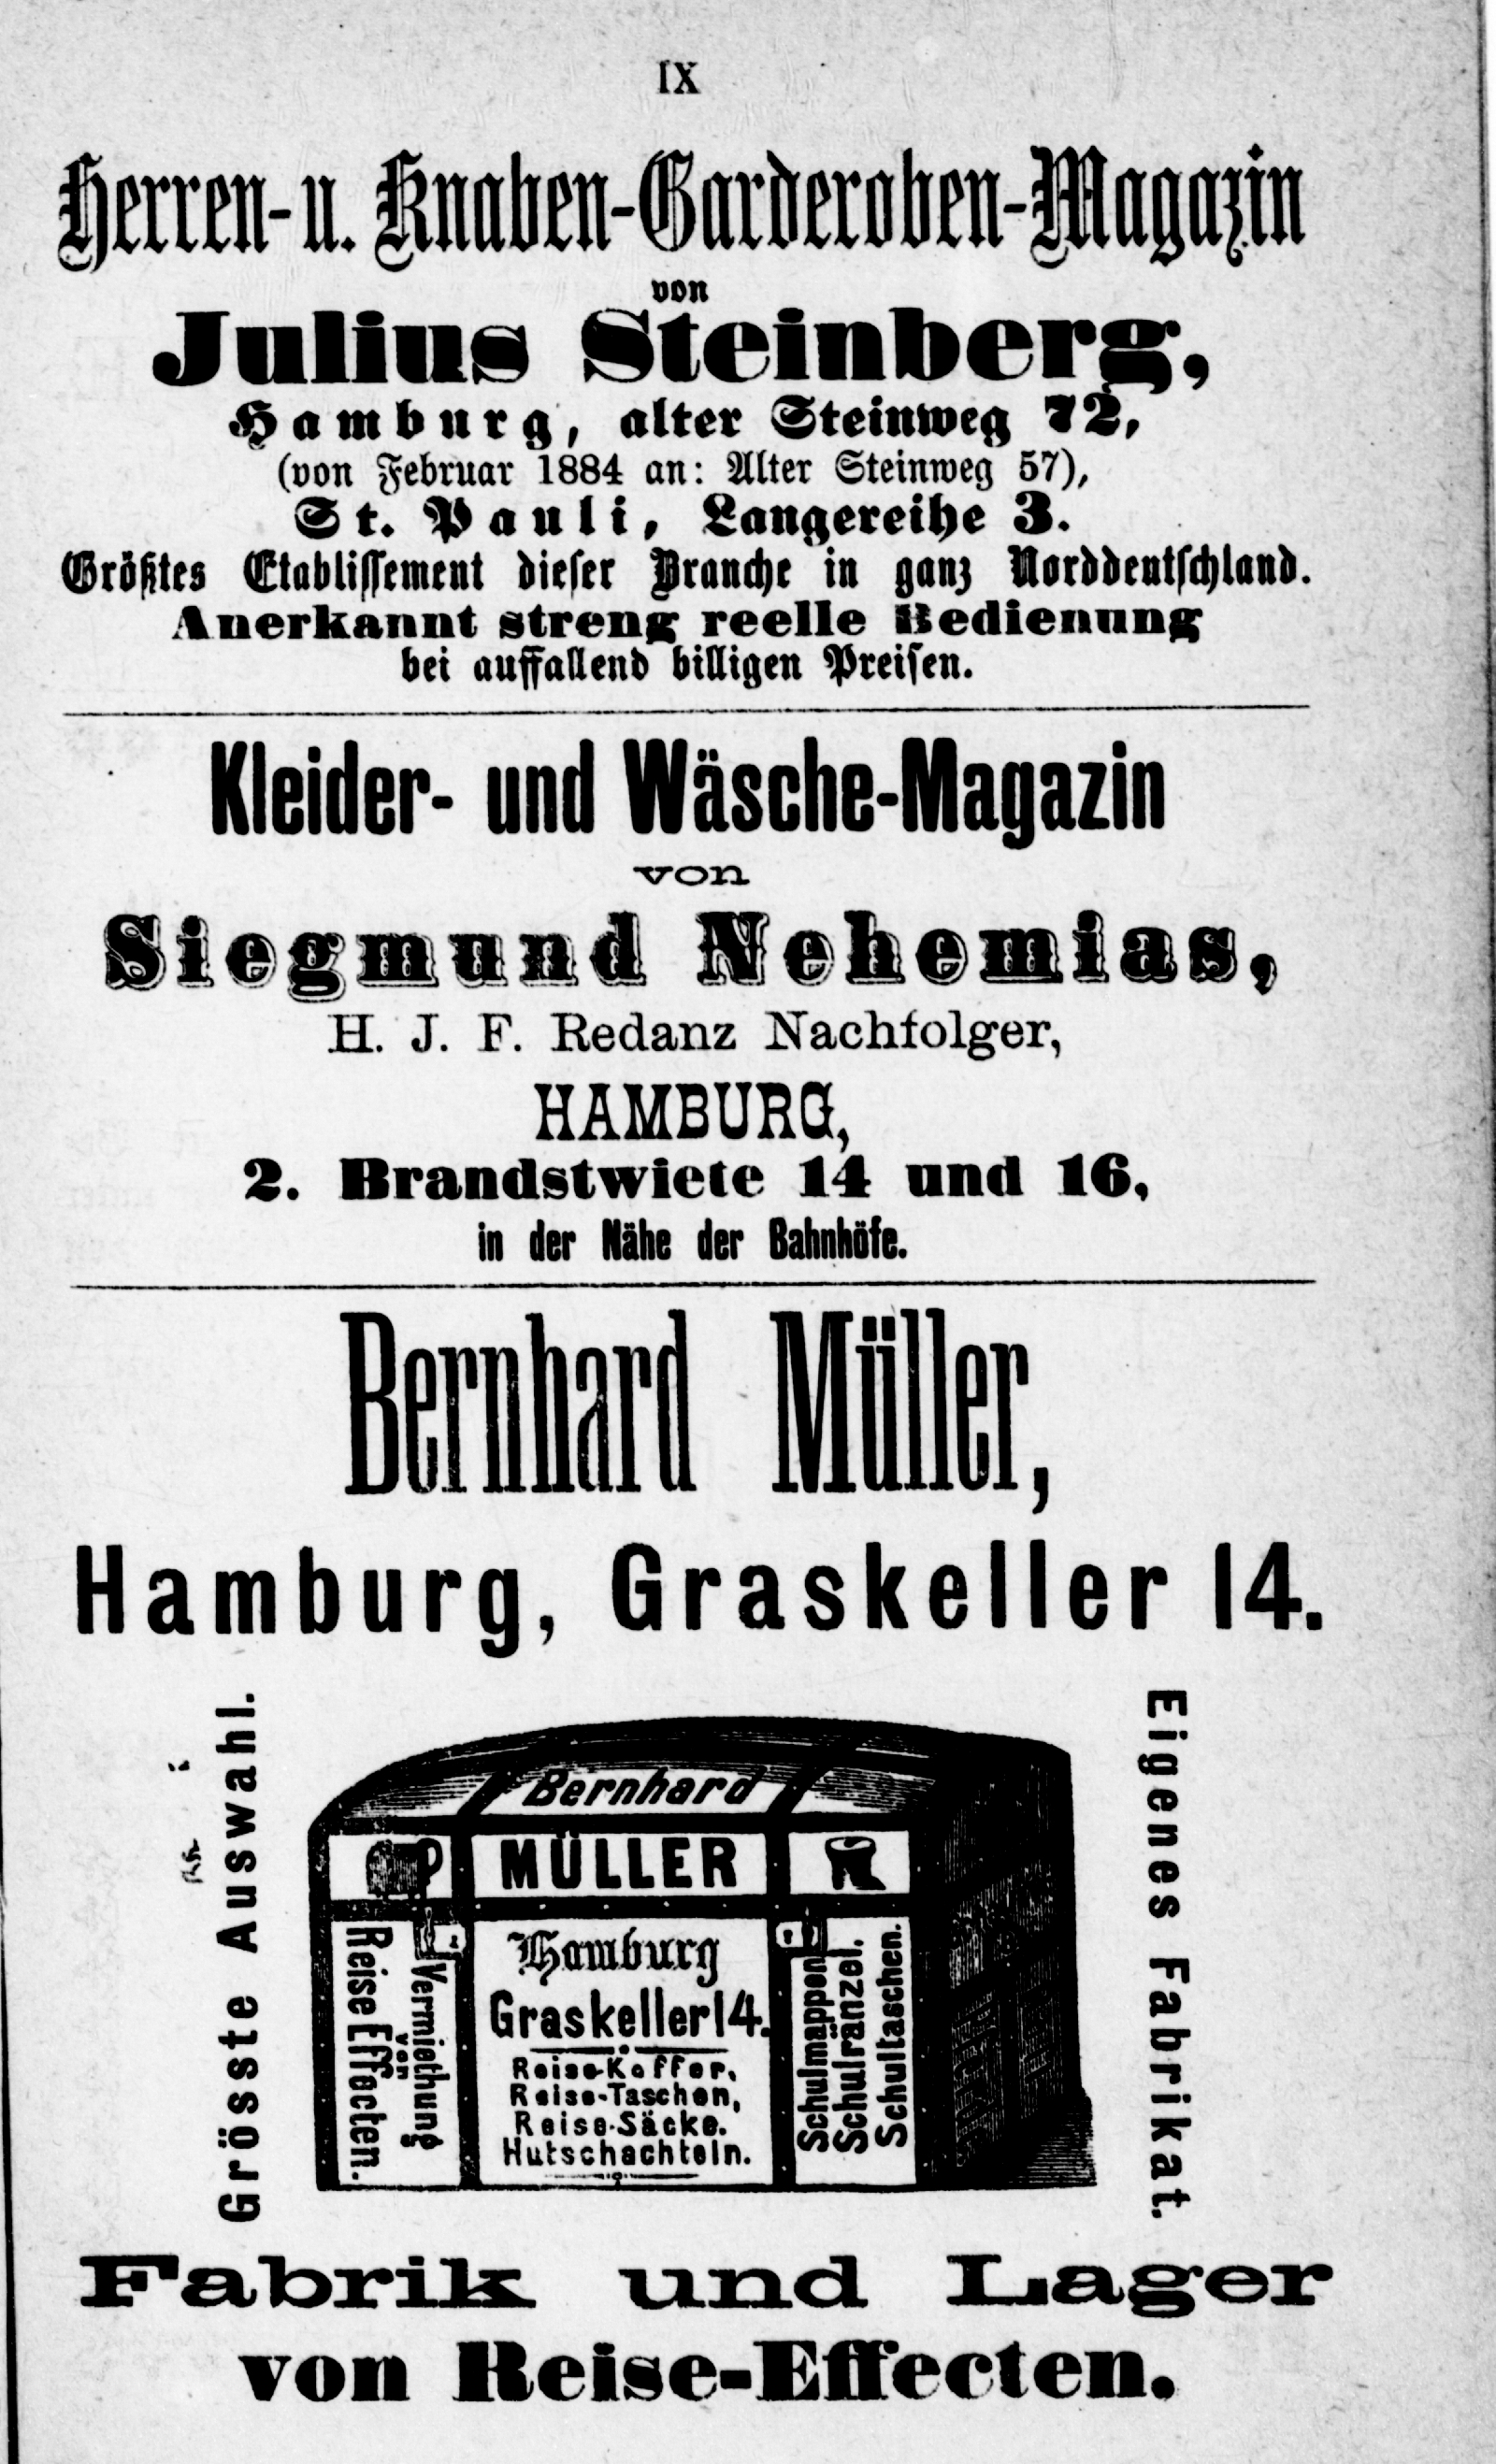 IX
Herren- u. Knaben-Garderoben-Magazin
von
Julius Steinberg,
Hamburg, alter Steinweg 72,
(von Februar 1884 an: Alter Steinweg 57),
St. Pauli, Langereihe 3.
Größtes Etablissement dieser Branche in ganz Norddeutschland.
Anerkannt streng reelle Bedienung
bei auffallend billigen Preisen.
Kleider- und Wäsche-Magazin
von
Siegmund Nehemias,
H. J. F. Redanz Nachfolger,
HAMBURG,
2. Brandstwiete 14 und 16,
in der Nähe der Bahnhöfe.
Bernhard Müller,
Hamburg, Graskeller 14.
Grösste Auswahl.
Bernhard
MÜLLER
Vermiethung
von
Reise Effecten.
Hamburg
Graskeller 14.
Reise-Koffer,
Reise-Taschen,
Reise-Säcke.
Hutschachteln.
Schulmappen
Schulränzel.
Schultaschen.
Eigenes Fabrikat.
Fabrik und Lager
von Reise-Effecten.